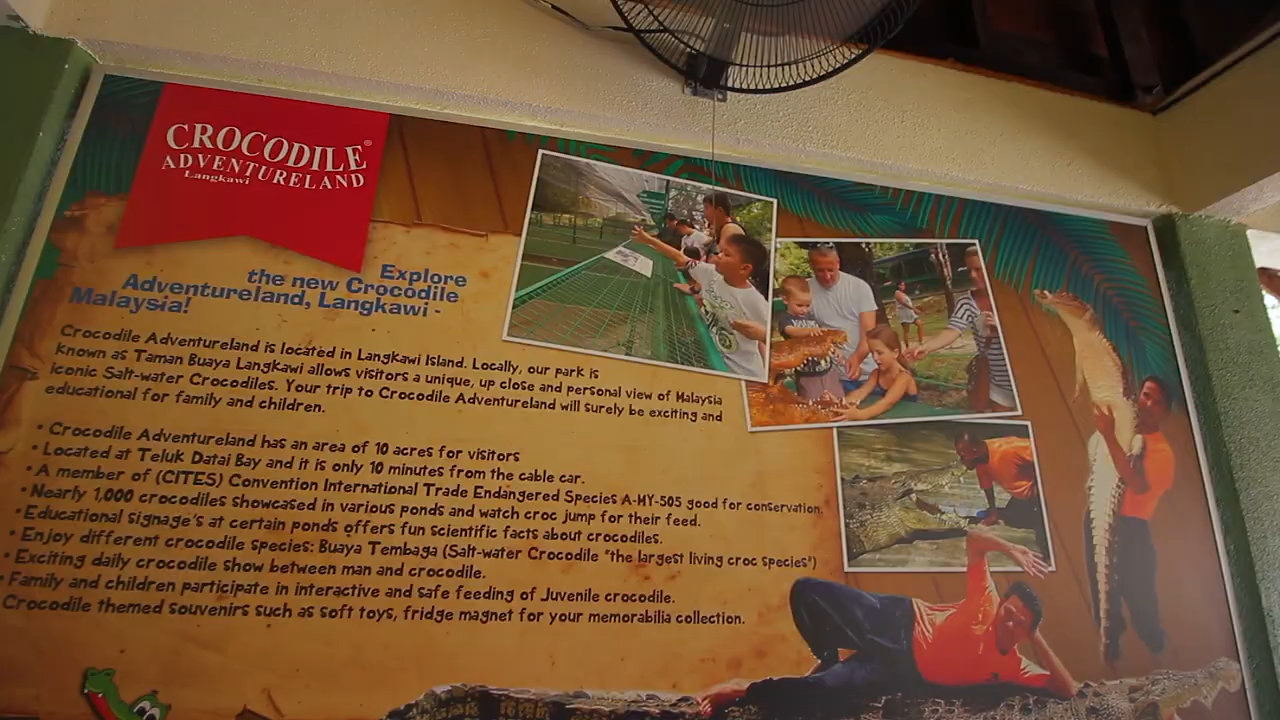 CROCODILE®
ADVENTURELAND
Langkawi
Explore
the new Crocodile
Adventureland, Langkawi -
Malaysia!
Crocodile Adventureland is located in Langkawi Island. Locally, our park is
known as Taman Buaya Langkawi allows visitors a unique, up close and personal view of Malaysia
iconic Salt-water Crocodiles. Your trip to Crocodile Adventureland will surely be exciting and
educational for family and children.
• Crocodile Adventureland has an area of 10 acres for visitors
• Located at Teluk Datai Bay and it is only 10 minutes from the cable car.
• A member of (CITES) Convention International Trade Endangered Species A-MY-505 good for conservation.
• Nearly 1,000 crocodiles showcased in various ponds and watch croc jump for their feed.
• Educational signage's at certain ponds offers fun scientific facts about crocodiles.
• Enjoy different crocodile species: Buaya Tembaga (Salt-water Crocodile "the largest living croc species")
• Exciting daily crocodile show between man and crocodile.
• Family and children participate in interactive and safe feeding of Juvenile crocodile.
Crocodile themed souvenirs such as soft toys, fridge magnet for your memorabilia collection.